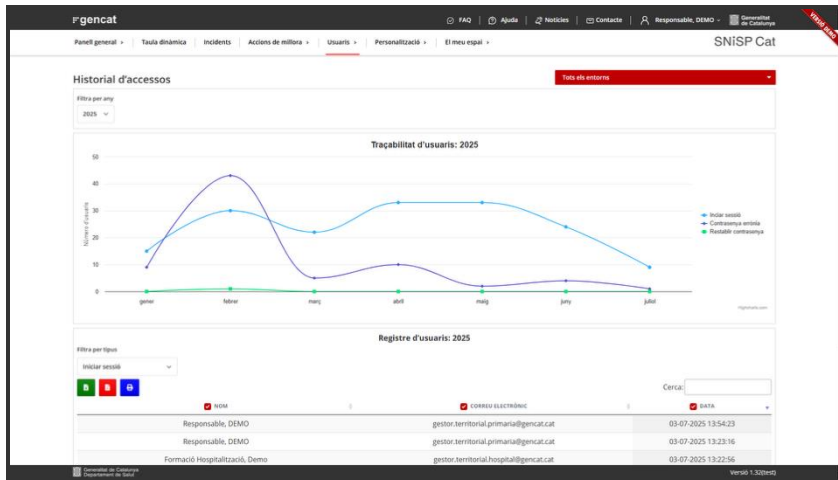 gencat
FAQ
Ajuda
Notícies
Contacte
Responsable, DEMO
Generalitat de Catalunya
VERSIÓ DEMO
Panell general
Taula dinàmica
Incidents
Accions de millora
Usuaris
Personalització
El meu espai
SNiSP Cat
Historial d'accessos
Tots els entorns
Filtra per any
2025
Traçabilitat d'usuaris: 2025
50
40
30
20
10
0
Número d'usuaris
gener
febrer
març
abril
maig
juny
juliol
Iniciar sessió
Contrasenya errònia
Restablir contrasenya
Highcharts.com
Registre d'usuaris: 2025
Filtra per tipus
Iniciar sessió
Cerca:
NOM CORREU ELECTRÒNIC DATA
Responsable, DEMO gestor.territorial.primaria@gencat.cat 03-07-2025 13:54:23
Responsable, DEMO gestor.territorial.primaria@gencat.cat 03-07-2025 13:23:16
Formació Hospitalització, Demo gestor.territorial.hospital@gencat.cat 03-07-2025 13:22:56
Generalitat de Catalunya
Departament de Salut
Versió 1.32(test)